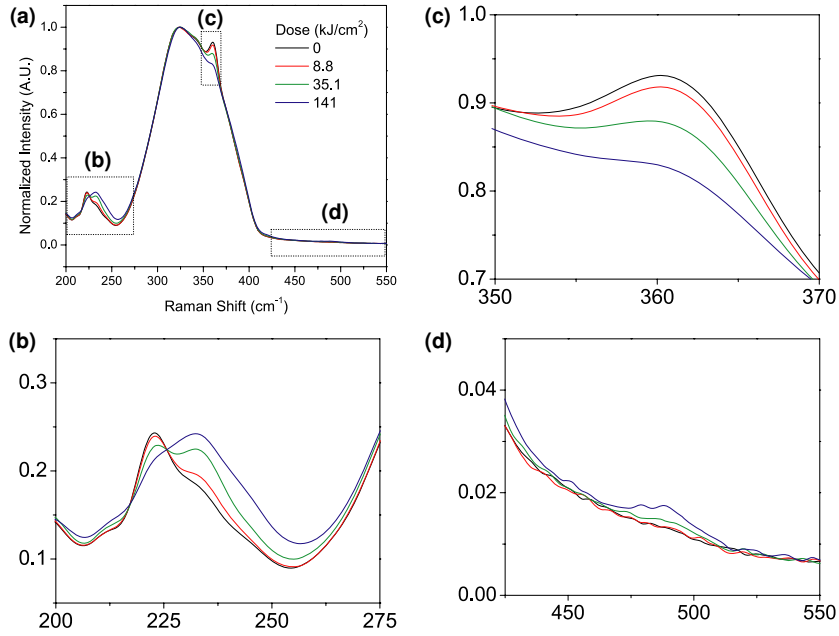 (a)
Normalized Intensity (A.U.)
1.0
0.8
0.6
0.4
0.2
0.0
200 250 300 350 400 450 500 550
Raman Shift (cm⁻¹)
(b)
(c)
(d)
Dose (kJ/cm²)
0
8.8
35.1
141
(c)
0.9
0.8
0.7
350 360 370
(b)
0.3
0.2
0.1
200 225 250 275
(d)
0.04
0.02
0.00
450 500 550